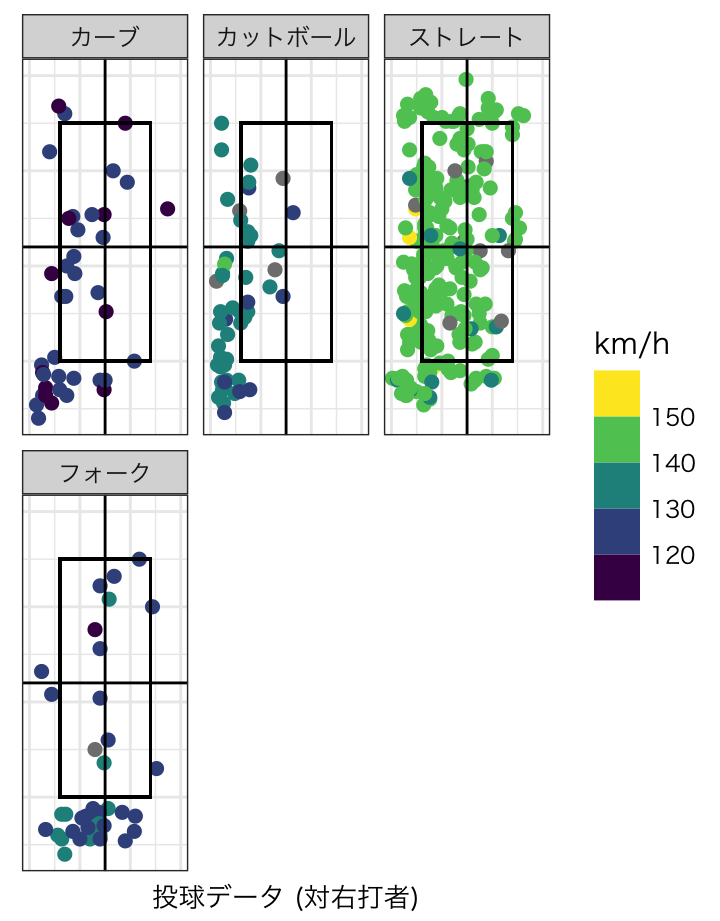 カーブ
カットボール
ストレート
フォーク
km/h
150
140
130
120
投球データ (対右打者)